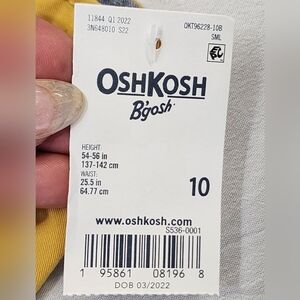 11844 Q1 2022
3N648010 S22
OKT96228-10B
SML
OSHKOSH
B'gosh
HEIGHT:
54-56 in
137-142 cm
WAIST:
25.5 in
64.77 cm
10
www.oshkosh.com
S536-0001
1 95861 08196 8
DOB 03/2022